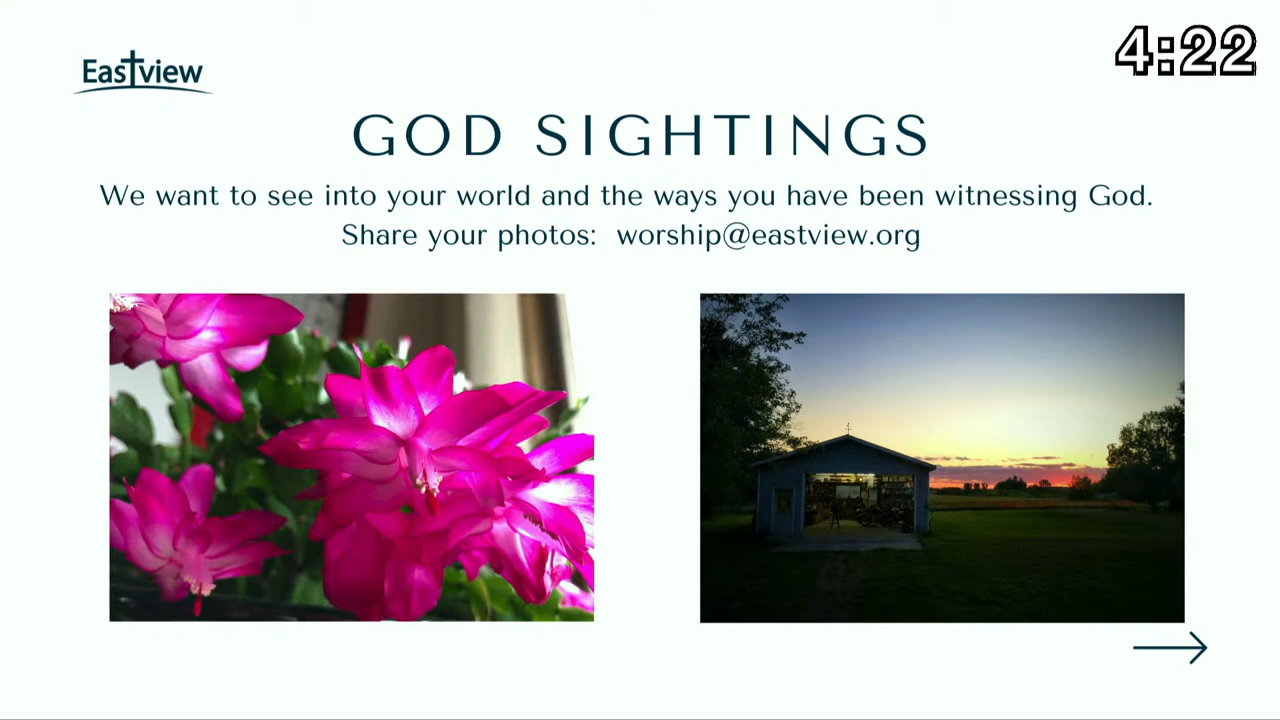 Eastview
4:22
GOD SIGHTINGS
We want to see into your world and the ways you have been witnessing God.
Share your photos: worship@eastview.org